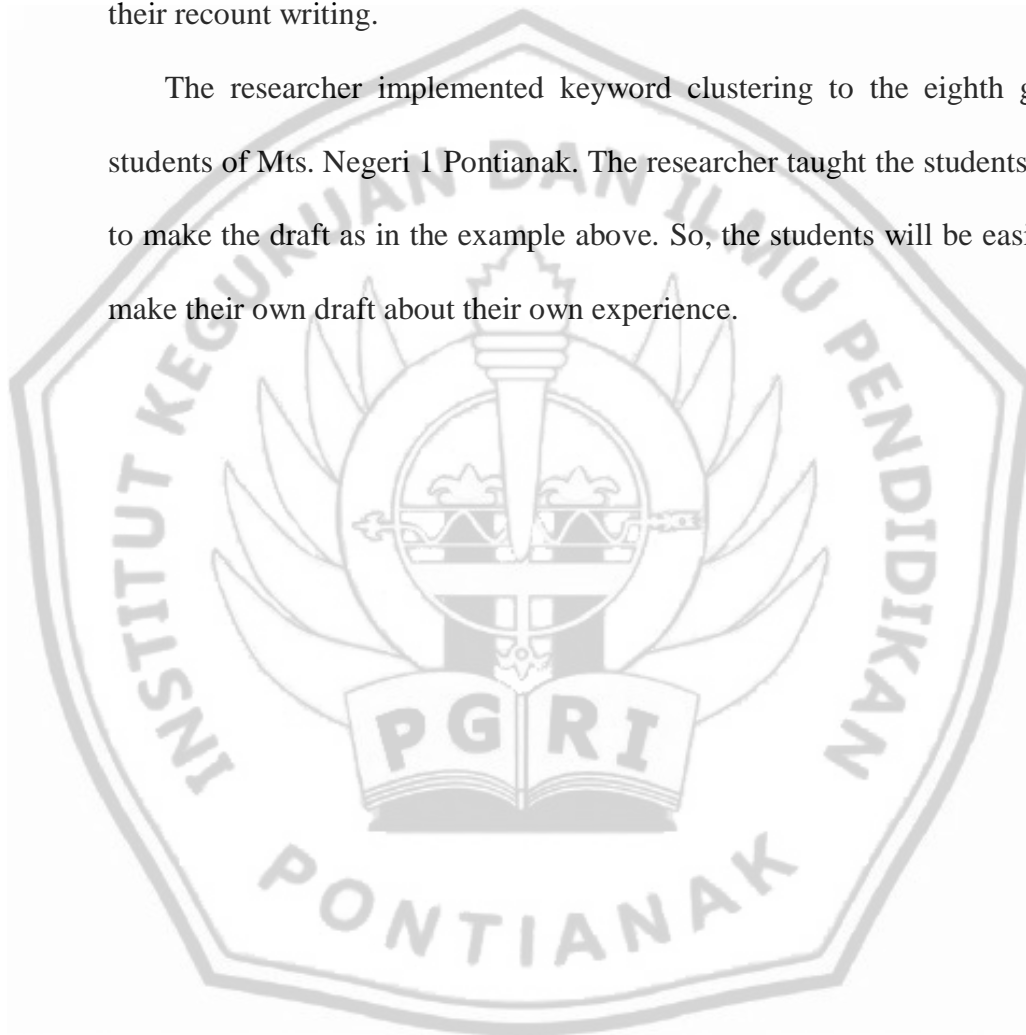 their recount writing.
The researcher implemented keyword clustering to the eighth g
students of Mts. Negeri 1 Pontianak. The researcher taught the students
to make the draft as in the example above. So, the students will be easi
make their own draft about their own experience.
INSTITUT KEGURUAN DAN ILMU PENDIDIKAN
PGRI
PONTIANAK